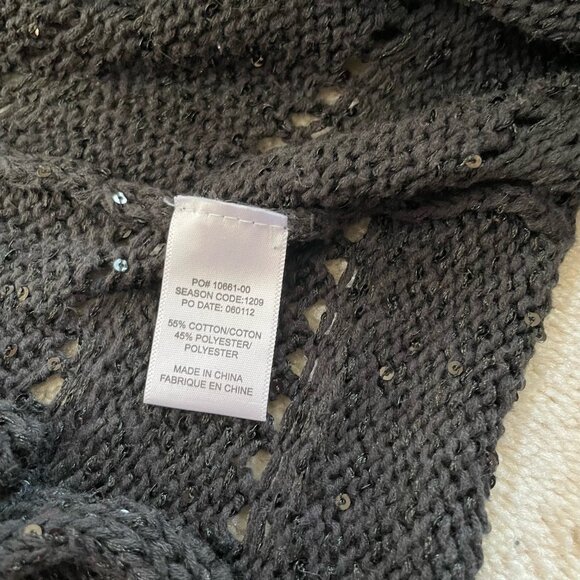 PO# 10661-00
SEASON CODE:1209
PO DATE: 060112
55% COTTON/COTON
45% POLYESTER/
POLYESTER
MADE IN CHINA
FABRIQUE EN CHINE